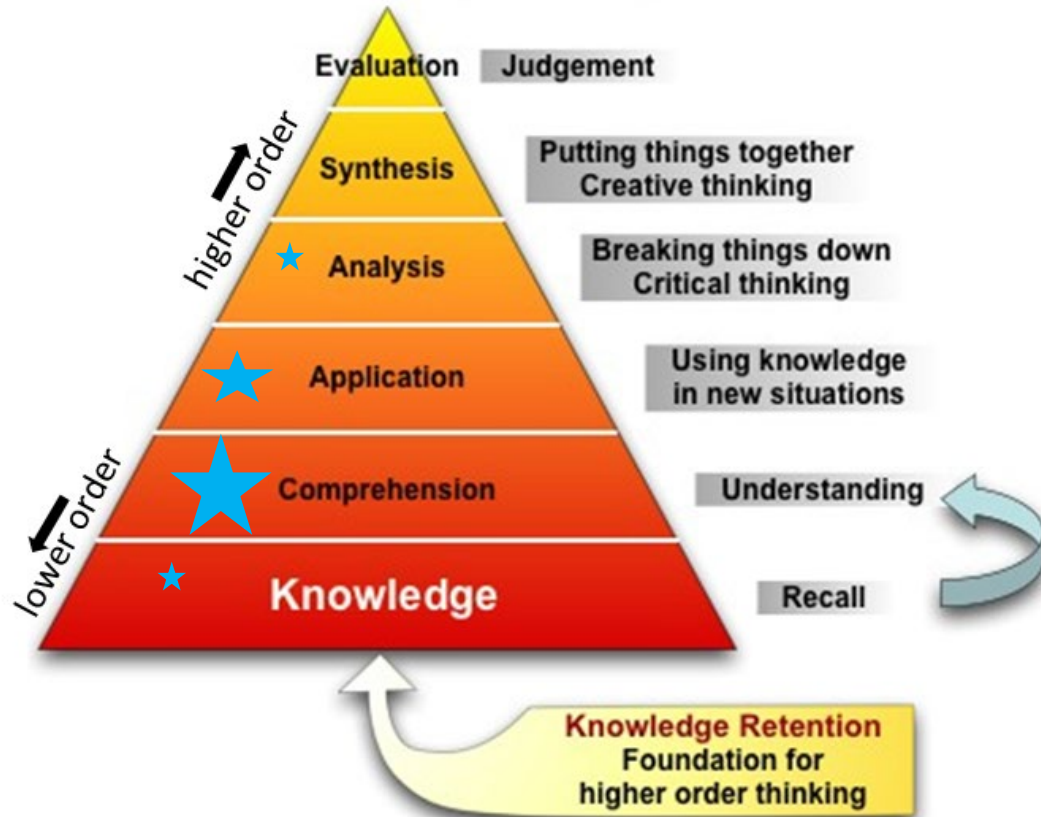 Evaluation
Judgement
Synthesis
Putting things together
Creative thinking
higher order
Analysis
Breaking things down
Critical thinking
Application
Using knowledge
in new situations
lower order
Comprehension
Understanding
Knowledge
Recall
Knowledge Retention
Foundation for
higher order thinking